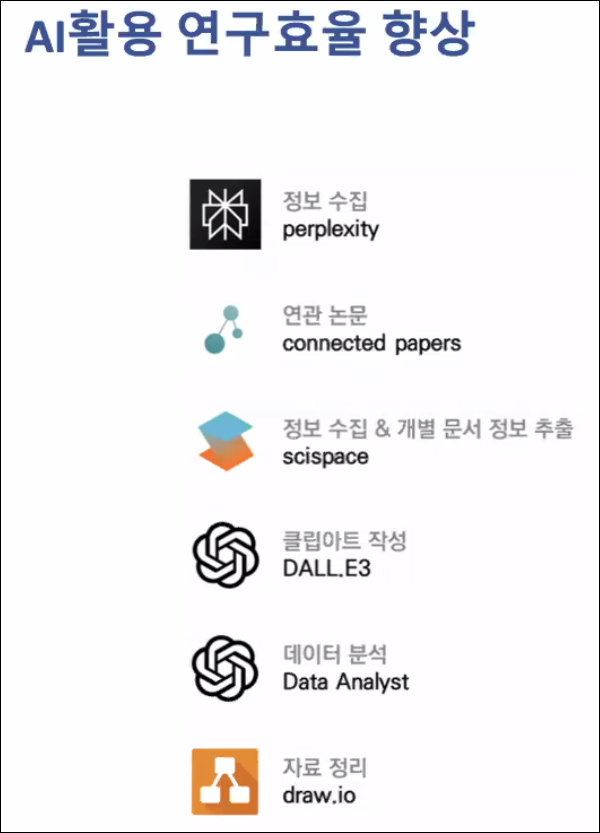 AI활용 연구효율 향상
정보 수집
perplexity
연관 논문
connected papers
정보 수집 & 개별 문서 정보 추출
scispace
클립아트 작성
DALL.E3
데이터 분석
Data Analyst
자료 정리
draw.io